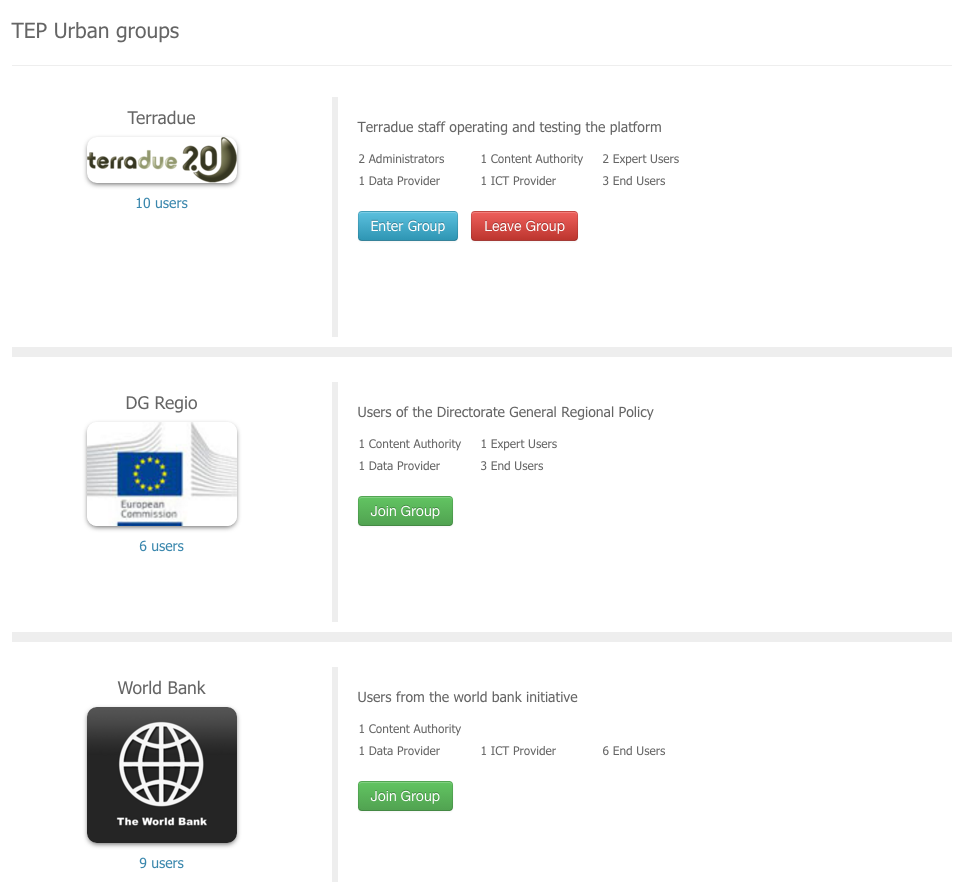 TEP Urban groups
Terradue
terradue 2.0
10 users
Terradue staff operating and testing the platform
2 Administrators 1 Content Authority 2 Expert Users
1 Data Provider 1 ICT Provider 3 End Users
Enter Group Leave Group
DG Regio
European
Commission
6 users
Users of the Directorate General Regional Policy
1 Content Authority 1 Expert Users
1 Data Provider 3 End Users
Join Group
World Bank
The World Bank
9 users
Users from the world bank initiative
1 Content Authority
1 Data Provider 1 ICT Provider 6 End Users
Join Group